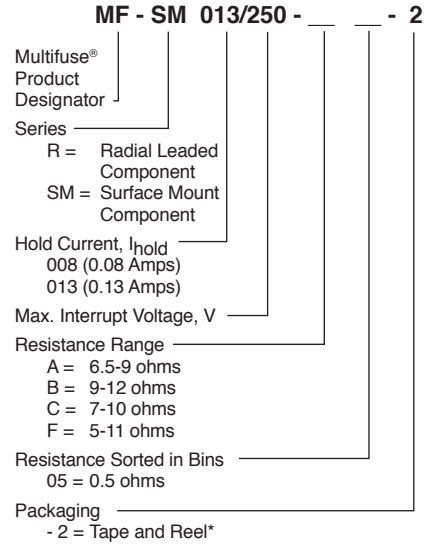 MF - SM 013/250 - __ __ - 2
Multifuse®
Product
Designator
Series
R = Radial Leaded
Component
SM = Surface Mount
Component
Hold Current, Ihold
008 (0.08 Amps)
013 (0.13 Amps)
Max. Interrupt Voltage, V
Resistance Range
A = 6.5-9 ohms
B = 9-12 ohms
C = 7-10 ohms
F = 5-11 ohms
Resistance Sorted in Bins
05 = 0.5 ohms
Packaging
- 2 = Tape and Reel*